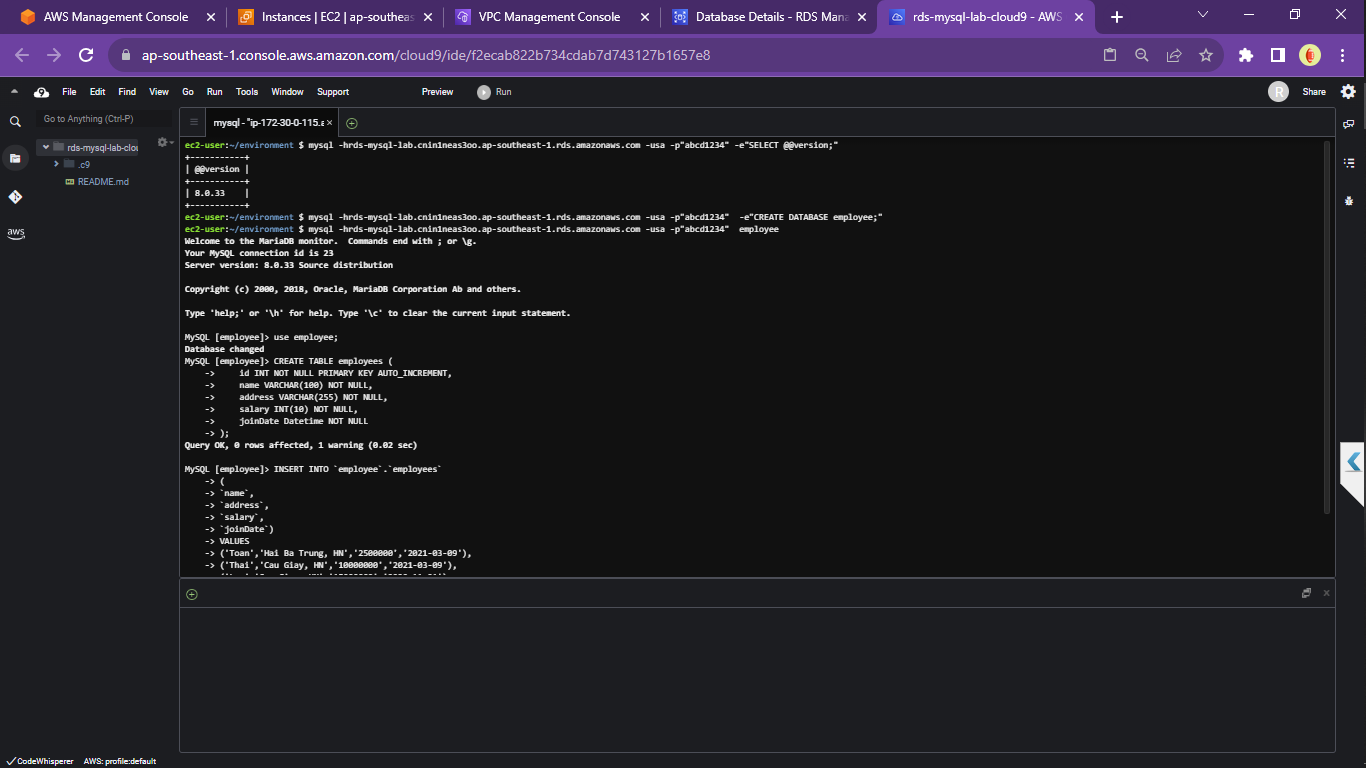 AWS Management Console
Instances | EC2 | ap-southeas
VPC Management Console
Database Details - RDS Mana
rds-mysql-lab-cloud9 - AWS
ap-southeast-1.console.aws.amazon.com/cloud9/ide/f2ecab822b734cdab7d743127b1657e8
File Edit Find View Go Run Tools Window Support Preview Run R Share
Go to Anything (Ctrl-P)
rds-mysql-lab-clou
.c9
README.md
aws
mysql - "ip-172-30-0-115.a
ec2-user:~/environment $ mysql -hrds-mysql-lab.cnin1neas3oo.ap-southeast-1.rds.amazonaws.com -usa -p"abcd1234" -e"SELECT @@version;"
+-----------+
| @@version |
+-----------+
| 8.0.33    |
+-----------+
ec2-user:~/environment $ mysql -hrds-mysql-lab.cnin1neas3oo.ap-southeast-1.rds.amazonaws.com -usa -p"abcd1234"  -e"CREATE DATABASE employee;"
ec2-user:~/environment $ mysql -hrds-mysql-lab.cnin1neas3oo.ap-southeast-1.rds.amazonaws.com -usa -p"abcd1234"  employee
Welcome to the MariaDB monitor.  Commands end with ; or \g.
Your MySQL connection id is 23
Server version: 8.0.33 Source distribution
Copyright (c) 2000, 2018, Oracle, MariaDB Corporation Ab and others.
Type 'help;' or '\h' for help. Type '\c' to clear the current input statement.
MySQL [employee]> use employee;
Database changed
MySQL [employee]> CREATE TABLE employees (
    ->     id INT NOT NULL PRIMARY KEY AUTO_INCREMENT,
    ->     name VARCHAR(100) NOT NULL,
    ->     address VARCHAR(255) NOT NULL,
    ->     salary INT(10) NOT NULL,
    ->     joinDate Datetime NOT NULL
    -> );
Query OK, 0 rows affected, 1 warning (0.02 sec)
MySQL [employee]> INSERT INTO `employee`.`employees`
    -> (
    -> `name`,
    -> `address`,
    -> `salary`,
    -> `joinDate`)
    -> VALUES
    -> ('Toan','Hai Ba Trung, HN','2500000','2021-03-09'),
    -> ('Thai','Cau Giay, HN','10000000','2021-03-09'),
CodeWhisperer AWS: profile:default